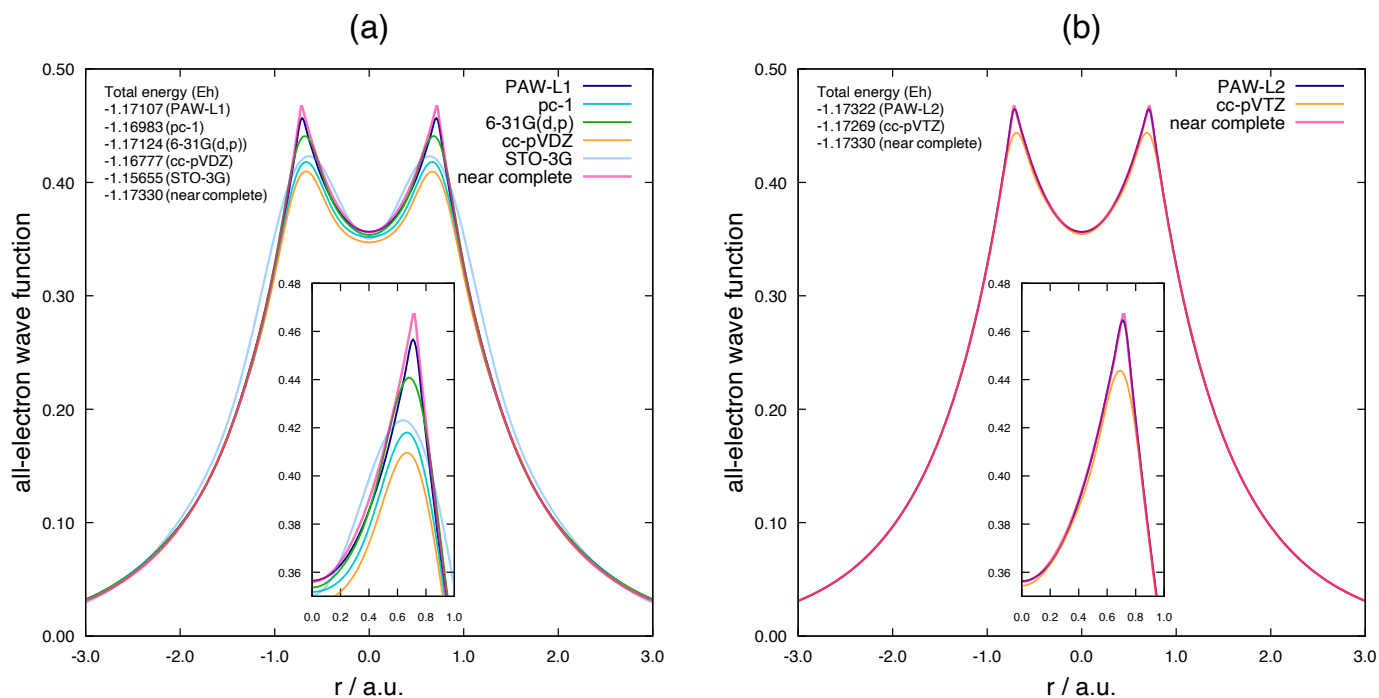 (a)
all-electron wave function
0.50
0.40
0.30
0.20
0.10
0.00
Total energy (Eh)
-1.17107 (PAW-L1)
-1.16983 (pc-1)
-1.17124 (6-31G(d,p))
-1.16777 (cc-pVDZ)
-1.15655 (STO-3G)
-1.17330 (near complete)
PAW-L1
pc-1
6-31G(d,p)
cc-pVDZ
STO-3G
near complete
0.48
0.46
0.44
0.42
0.40
0.38
0.36
0.0 0.2 0.4 0.6 0.8 1.0
-3.0 -2.0 -1.0 0.0 1.0 2.0 3.0
r / a.u.
(b)
all-electron wave function
0.50
0.40
0.30
0.20
0.10
0.00
Total energy (Eh)
-1.17322 (PAW-L2)
-1.17269 (cc-pVTZ)
-1.17330 (near complete)
PAW-L2
cc-pVTZ
near complete
0.48
0.46
0.44
0.42
0.40
0.38
0.36
0.0 0.2 0.4 0.6 0.8 1.0
-3.0 -2.0 -1.0 0.0 1.0 2.0 3.0
r / a.u.